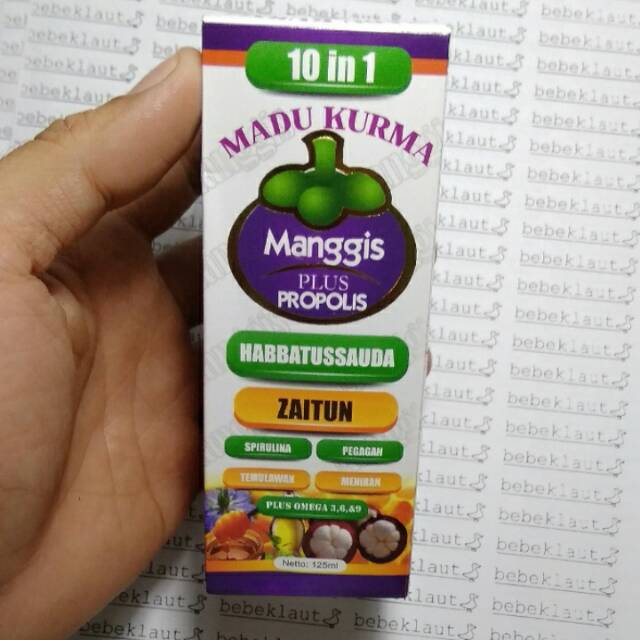 10 in 1
MADU KURMA
Manggis
PLUS
PROPOLIS
HABBATUSSAUDA
ZAITUN
SPIRULINA
PEGAGAN
TEMULAWAK
MENIRAN
PLUS OMEGA 3,6,&9
Netto: 125ml
bebeklaut